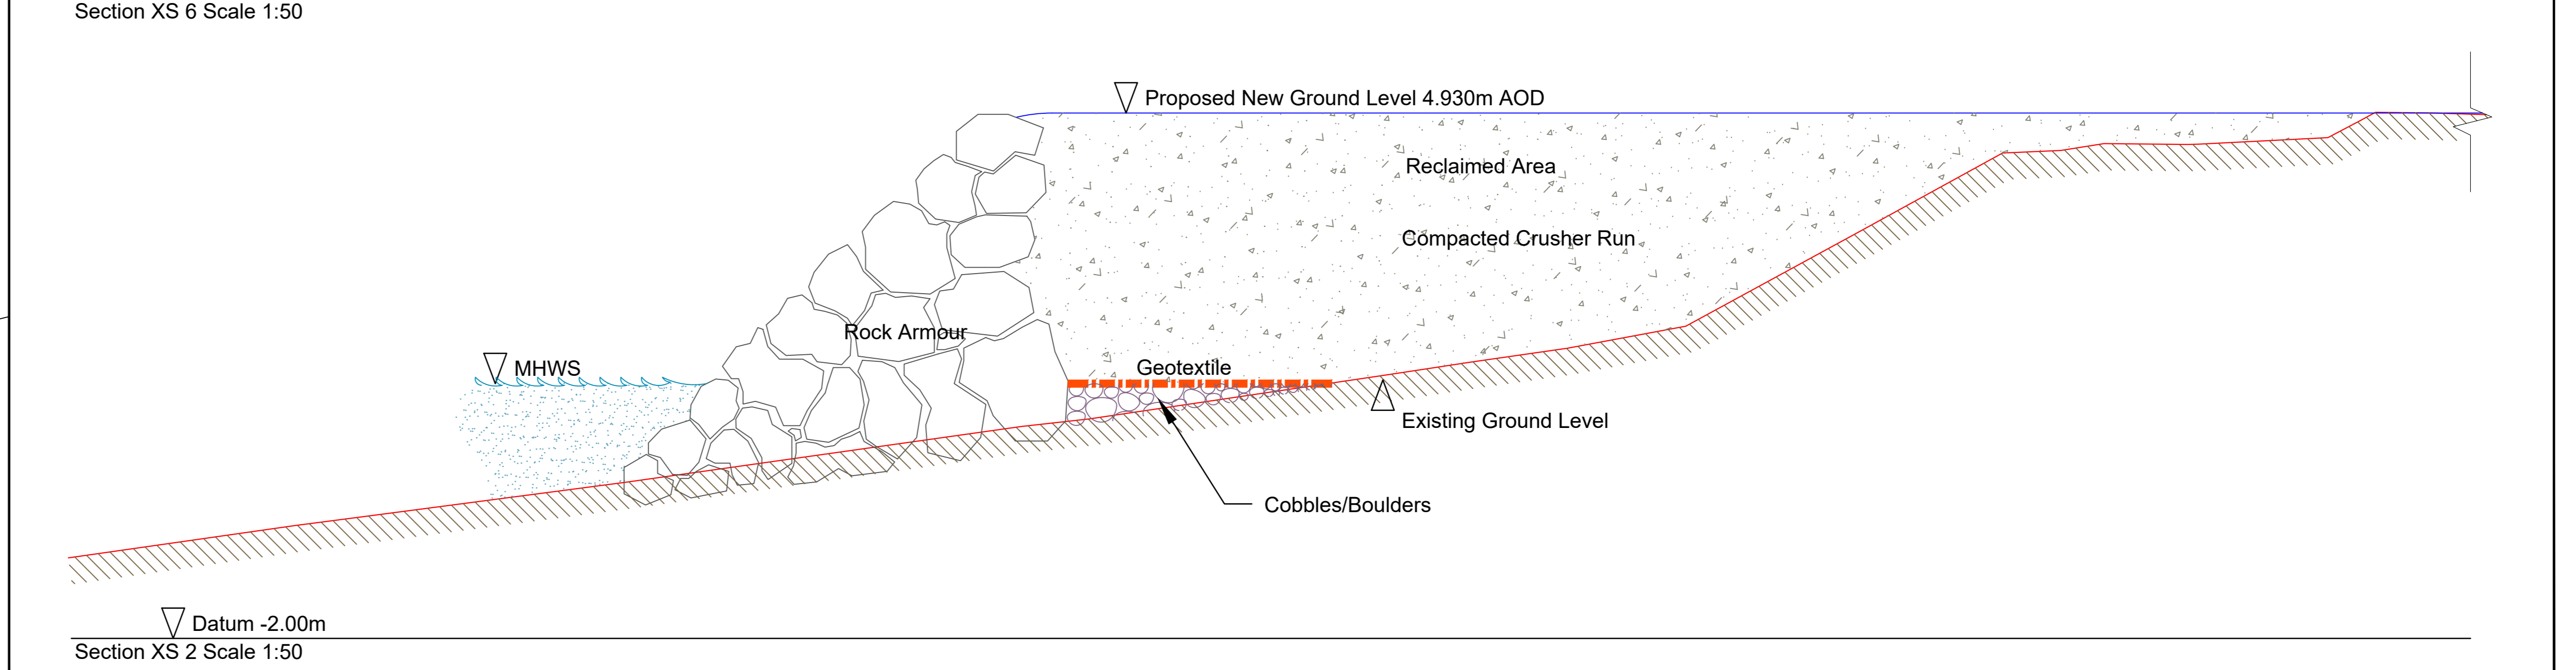 Section XS 6 Scale 1:50
Proposed New Ground Level 4.930m AOD
Reclaimed Area
Compacted Crusher Run
Rock Armour
MHWS
Geotextile
Existing Ground Level
Cobbles/Boulders
Datum -2.00m
Section XS 2 Scale 1:50